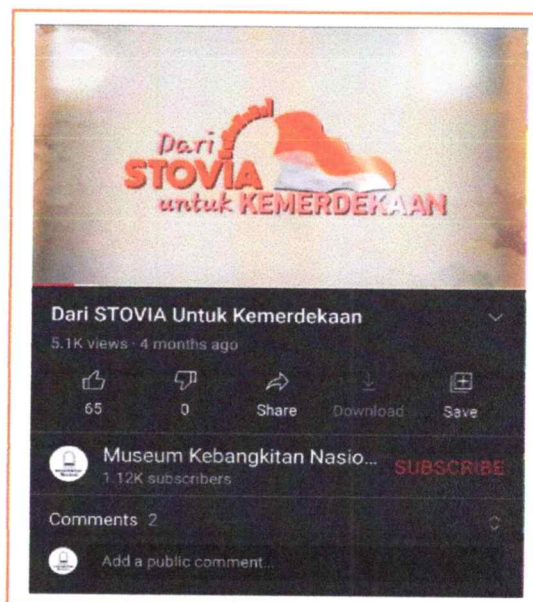 Dari
STOVIA
untuk KEMERDEKAAN
Dari STOVIA Untuk Kemerdekaan
5.1K views · 4 months ago
65 0 Share Download Save
Museum Kebangkitan Nasio... SUBSCRIBE
1.12K subscribers
Comments 2
Add a public comment...